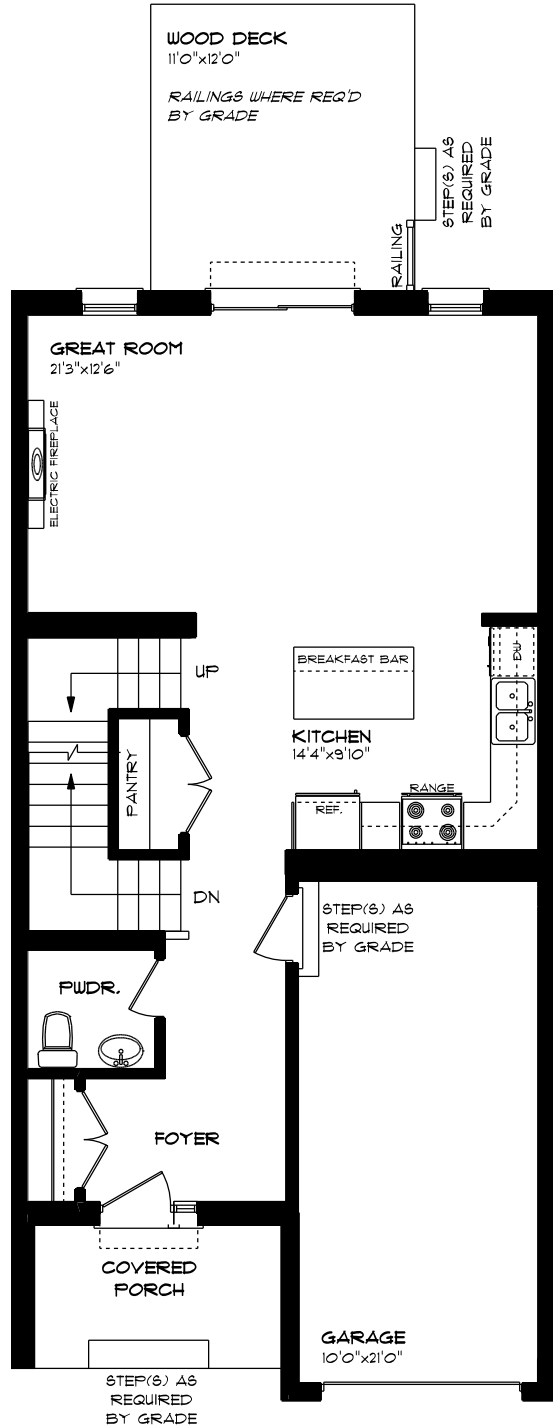 WOOD DECK
11'0"x12'0"
RAILINGS WHERE REQ'D
BY GRADE
STEP(S) AS
REQUIRED
BY GRADE
RAILING
GREAT ROOM
21'3"x12'6"
ELECTRIC FIREPLACE
UP
BREAKFAST BAR
DW
KITCHEN
14'4"x9'10"
PANTRY
RANGE
REF.
DN
STEP(S) AS
REQUIRED
BY GRADE
PWDR.
FOYER
COVERED
PORCH
GARAGE
10'0"x21'0"
STEP(S) AS
REQUIRED
BY GRADE